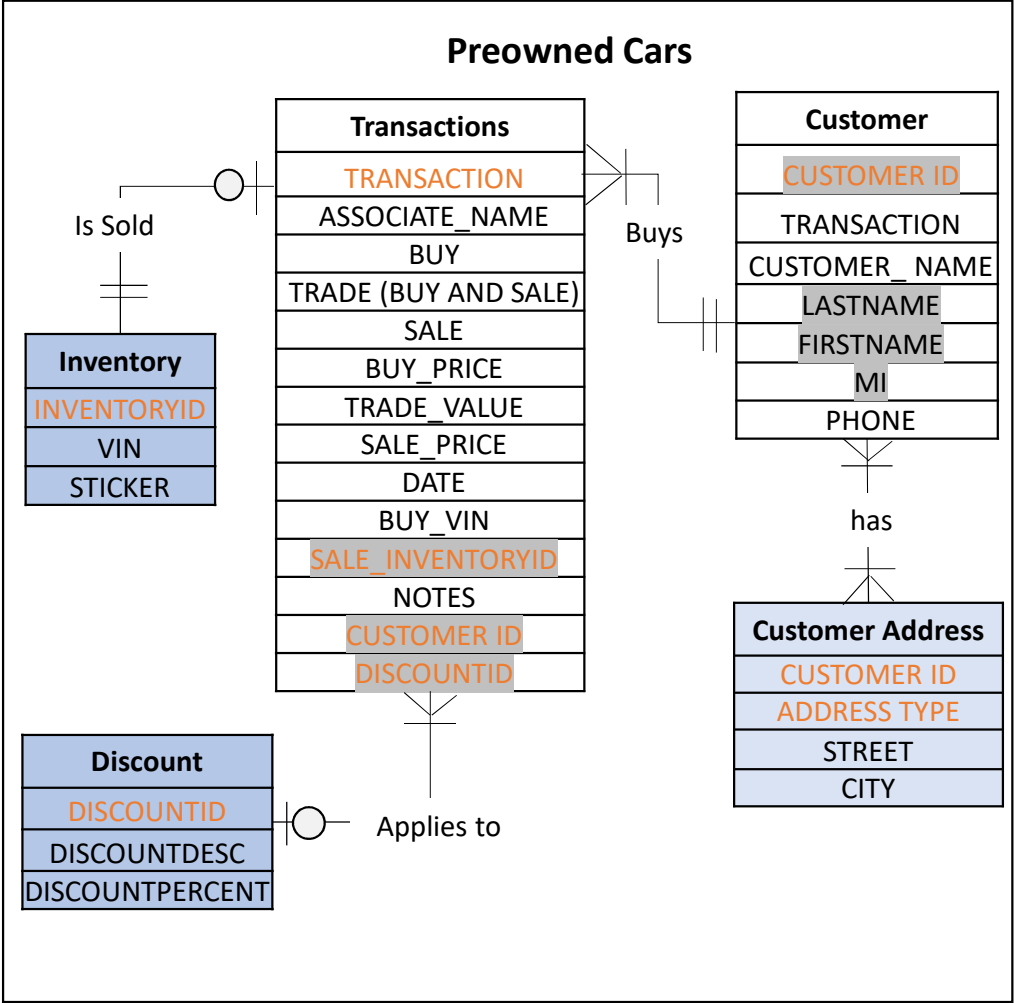 Preowned Cars
Transactions
TRANSACTION
ASSOCIATE_NAME
BUY
TRADE (BUY AND SALE)
SALE
BUY_PRICE
TRADE_VALUE
SALE_PRICE
DATE
BUY_VIN
SALE_INVENTORYID
NOTES
CUSTOMER ID
DISCOUNTID
Customer
CUSTOMER ID
TRANSACTION
CUSTOMER_ NAME
LASTNAME
FIRSTNAME
MI
PHONE
Is Sold
Buys
Inventory
INVENTORYID
VIN
STICKER
has
Customer Address
CUSTOMER ID
ADDRESS TYPE
STREET
CITY
Discount
DISCOUNTID
DISCOUNTDESC
DISCOUNTPERCENT
Applies to